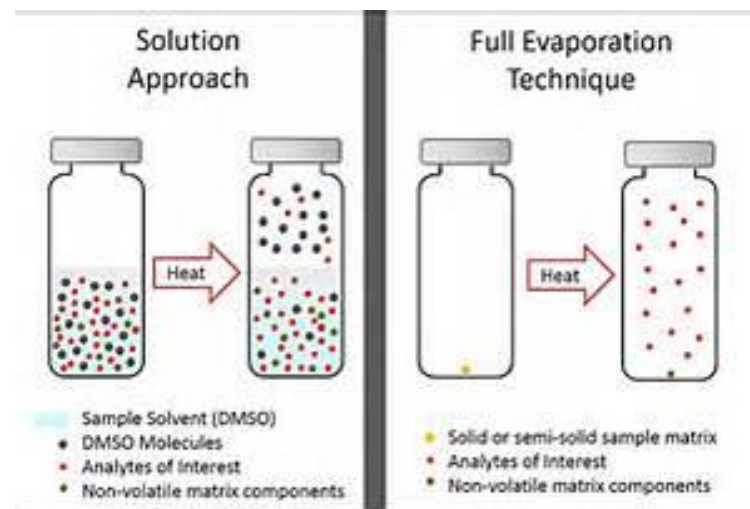 Solution
Approach
Heat
Sample Solvent (DMSO)
DMSO Molecules
Analytes of Interest
Non-volatile matrix components
Full Evaporation
Technique
Heat
Solid or semi-solid sample matrix
Analytes of Interest
Non-volatile matrix components